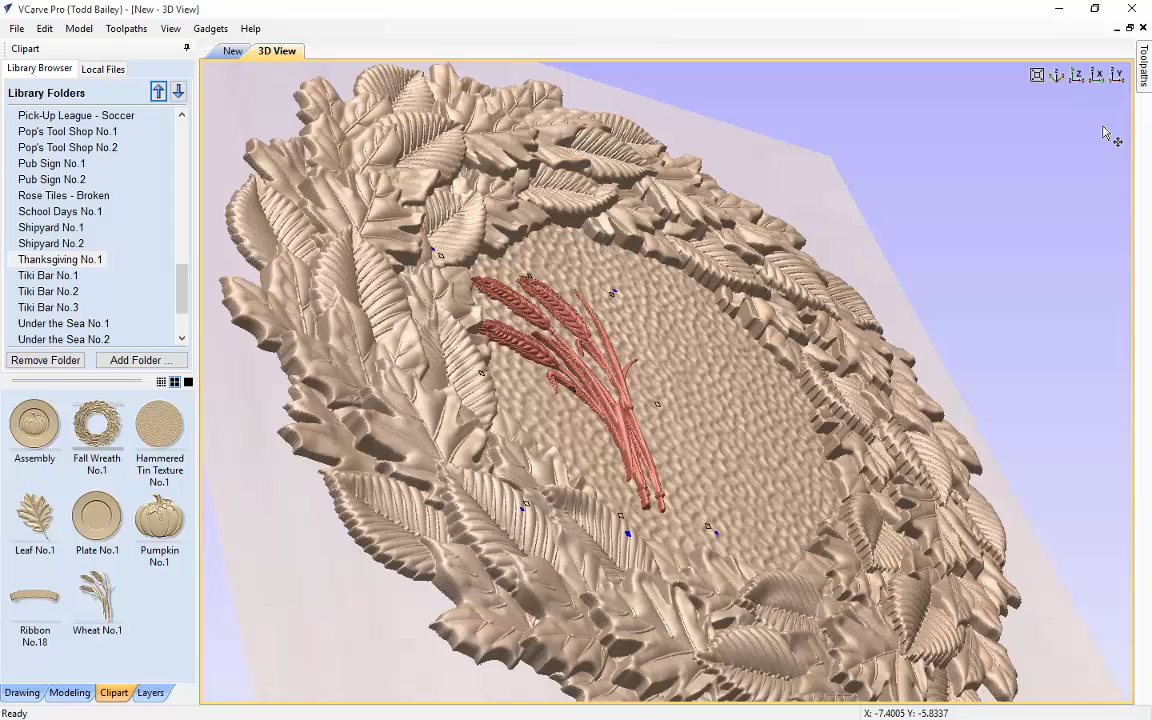 VCarve Pro {Todd Bailey} - [New - 3D View]
File Edit Model Toolpaths View Gadgets Help
Clipart
New 3D View
Library Browser Local Files
Library Folders
Pick-Up League - Soccer
Pop's Tool Shop No.1
Pop's Tool Shop No.2
Pub Sign No.1
Pub Sign No.2
Rose Tiles - Broken
School Days No.1
Shipyard No.1
Shipyard No.2
Thanksgiving No.1
Tiki Bar No.1
Tiki Bar No.2
Tiki Bar No.3
Under the Sea No.1
Under the Sea No.2
Remove Folder Add Folder ...
Assembly
Fall Wreath
No.1
Hammered
Tin Texture
No.1
Leaf No.1
Plate No.1
Pumpkin
No.1
Ribbon
No.18
Wheat No.1
Drawing Modeling Clipart Layers
Toolpaths
Ready
X: -7.4005 Y: -5.8337